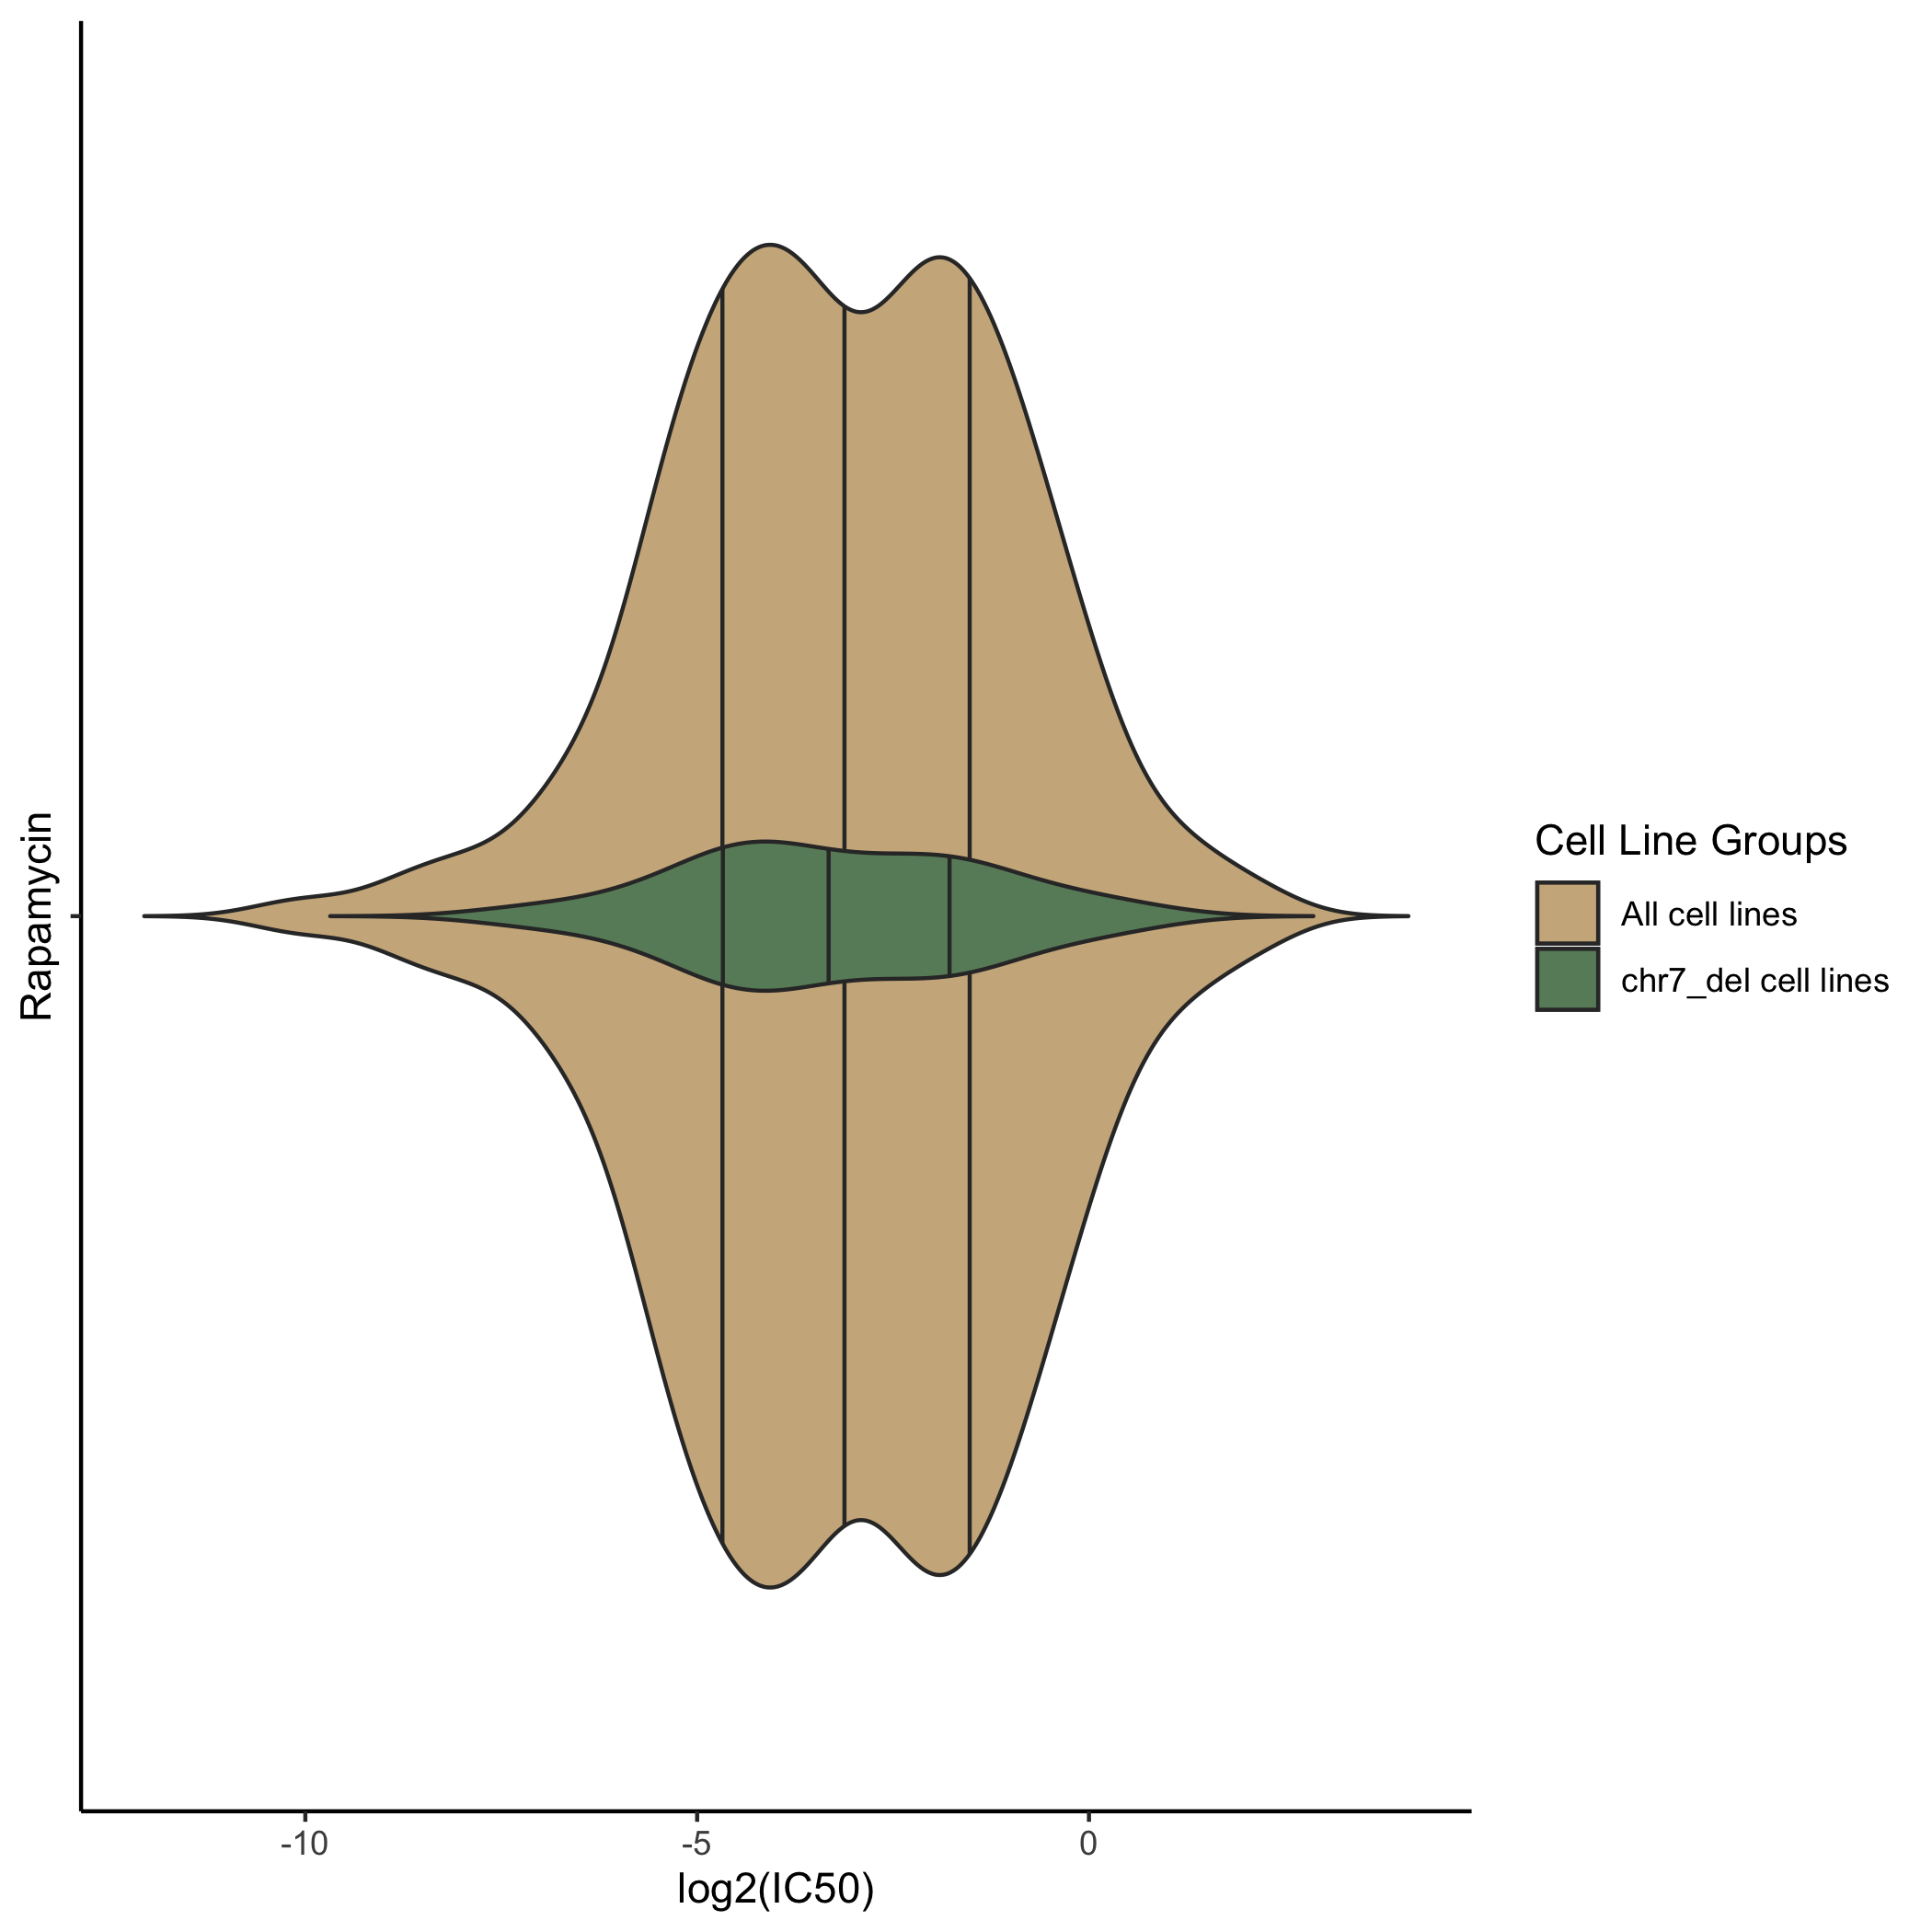 Rapamycin
-10
-5
0
log2(IC50)
Cell Line Groups
All cell lines
chr7_del cell lines